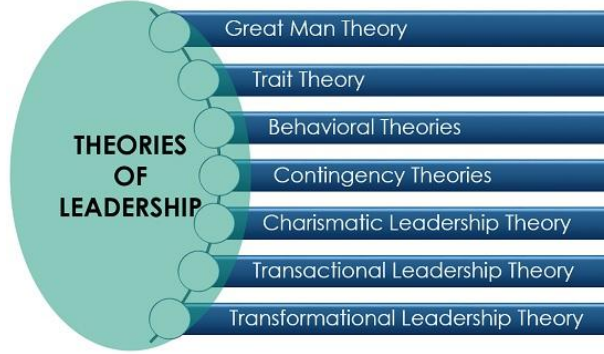 THEORIES
OF
LEADERSHIP
Great Man Theory
Trait Theory
Behavioral Theories
Contingency Theories
Charismatic Leadership Theory
Transactional Leadership Theory
Transformational Leadership Theory